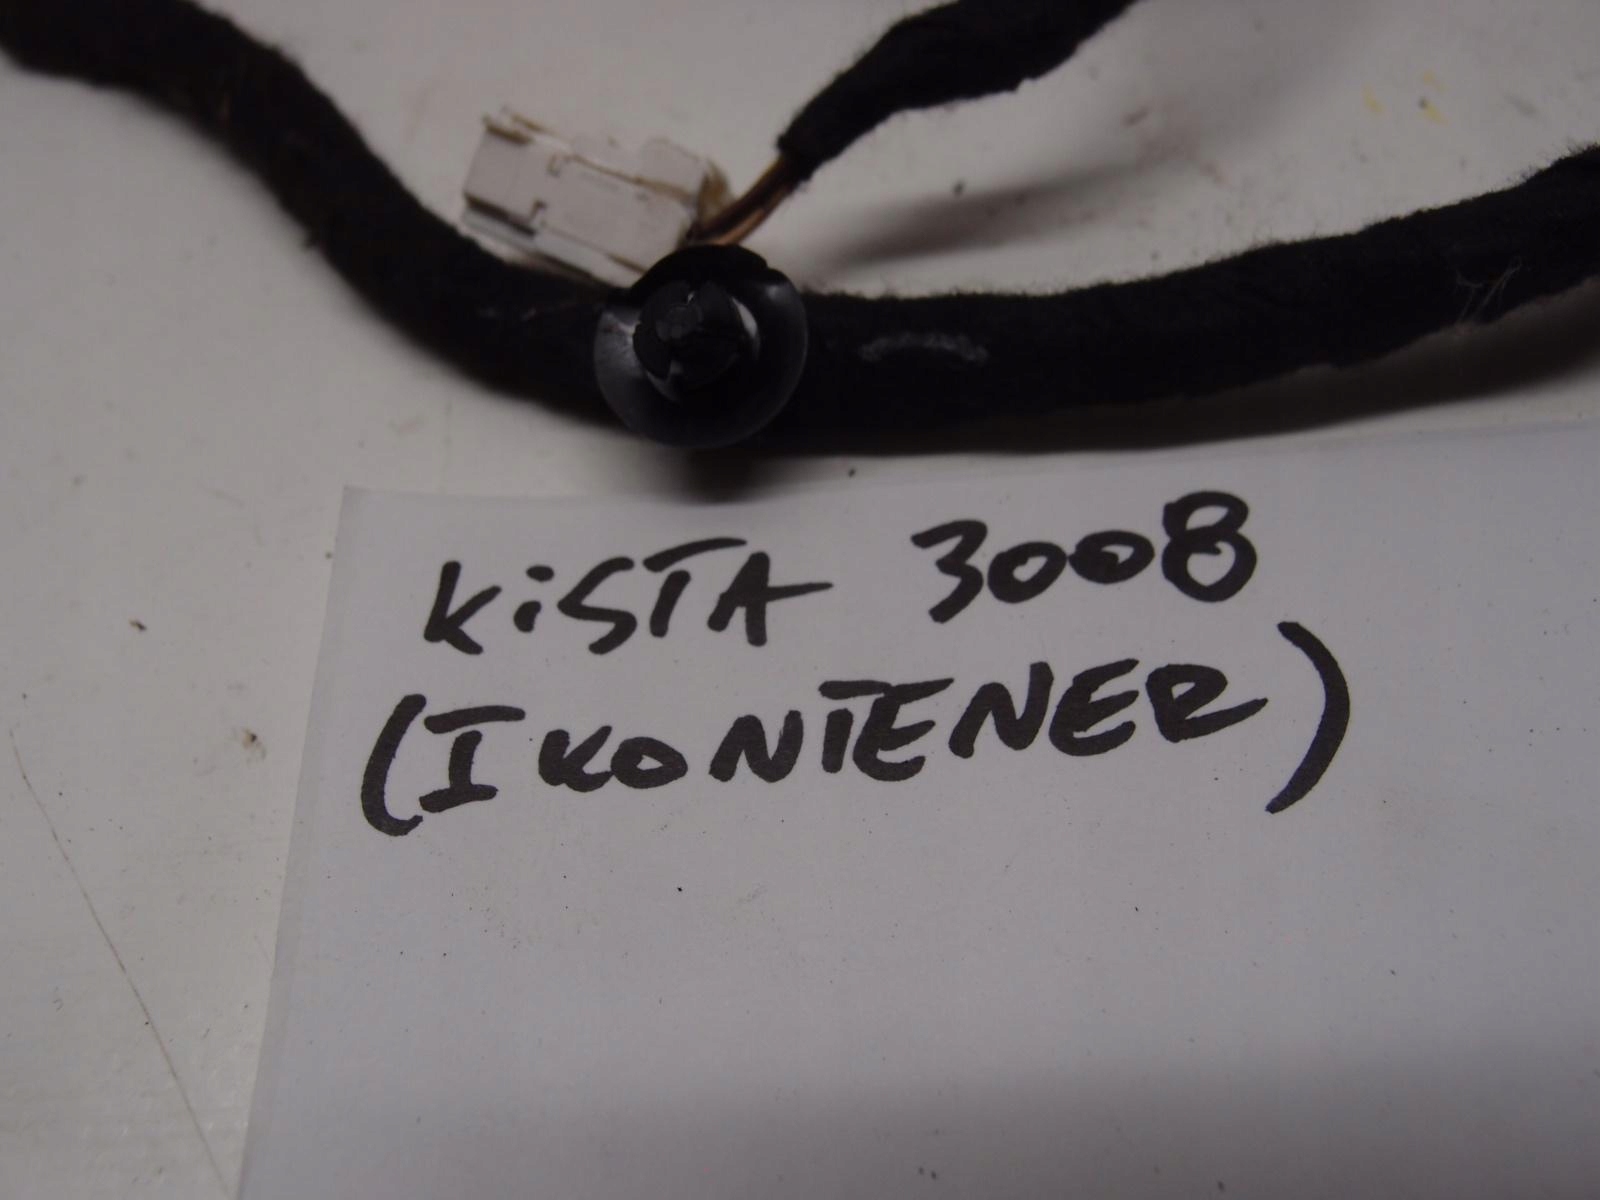 KiSTA 3008
(I KONTENER)